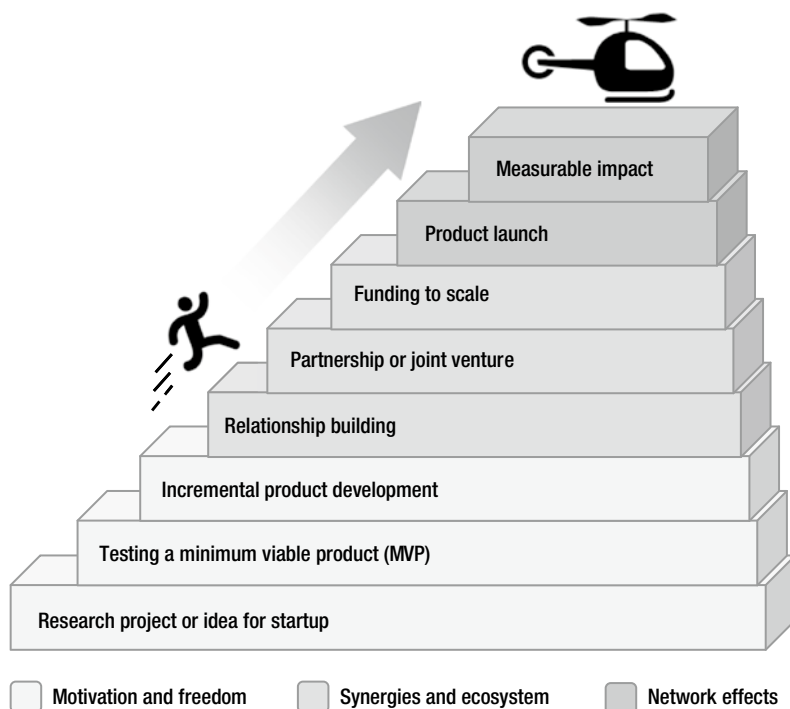 Measurable impact
Product launch
Funding to scale
Partnership or joint venture
Relationship building
Incremental product development
Testing a minimum viable product (MVP)
Research project or idea for startup
Motivation and freedom
Synergies and ecosystem
Network effects